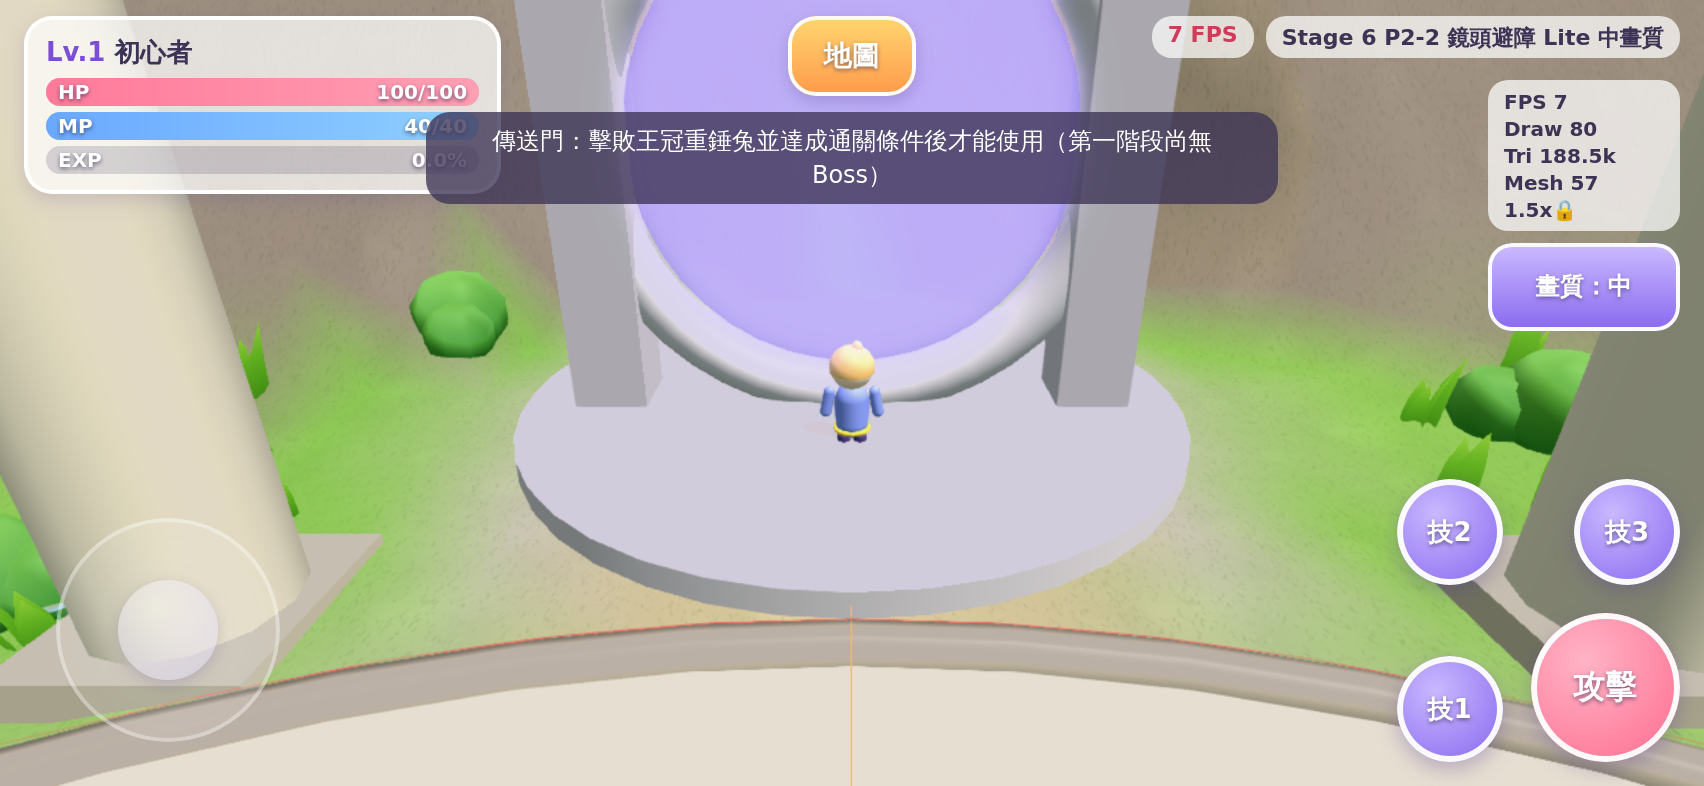 Lv.1 初心者
HP 100/100
MP 40/40
EXP 0.0%
地圖
7 FPS
Stage 6 P2-2 鏡頭避障 Lite 中畫質
傳送門：擊敗王冠重錘兔並達成通關條件後才能使用（第一階段尚無
Boss）
FPS 7
Draw 80
Tri 188.5k
Mesh 57
1.5x🔒
畫質：中
技2
技3
技1
攻擊